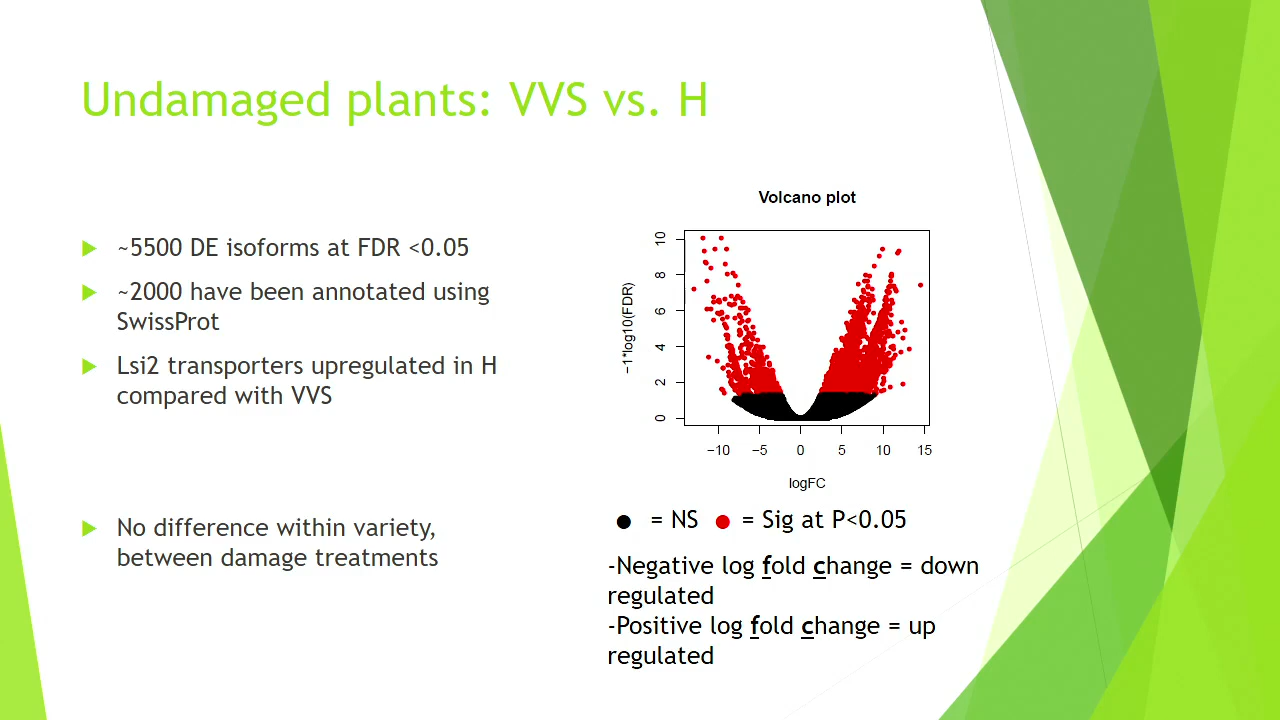 Undamaged plants: VVS vs. H
~5500 DE isoforms at FDR <0.05
~2000 have been annotated using
SwissProt
Lsi2 transporters upregulated in H
compared with VVS
No difference within variety,
between damage treatments
Volcano plot
−1*log10(FDR)
10
8
6
4
2
0
−10 −5 0 5 10 15
logFC
= NS = Sig at P<0.05
-Negative log fold change = down
regulated
-Positive log fold change = up
regulated